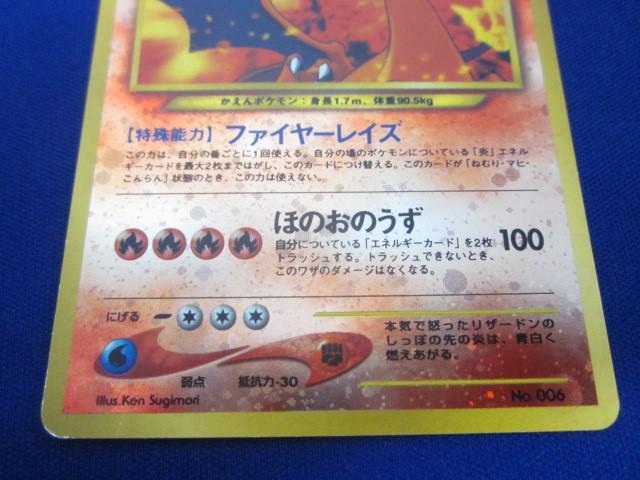 かえんポケモン:身長1.7m、体重90.5kg
【特殊能力】ファイヤーレイズ
この力は、自分の番ごとに1回使える。自分の場のポケモンについている「炎」エネル
ギーカードを最大2枚まではがし、このカードにつけ替える。このカードが「ねむり・マヒ・
こんらん」状態のとき、この力は使えない。
ほのおのうず
自分についている「エネルギーカード」を2枚
トラッシュする。トラッシュできないとき、
このワザのダメージはなくなる。
100
にげる
本気で怒ったリザードンの
しっぽの先の炎は、青白く
燃えあがる。
弱点 抵抗力-30
Illus.Ken Sugimori
No. 006